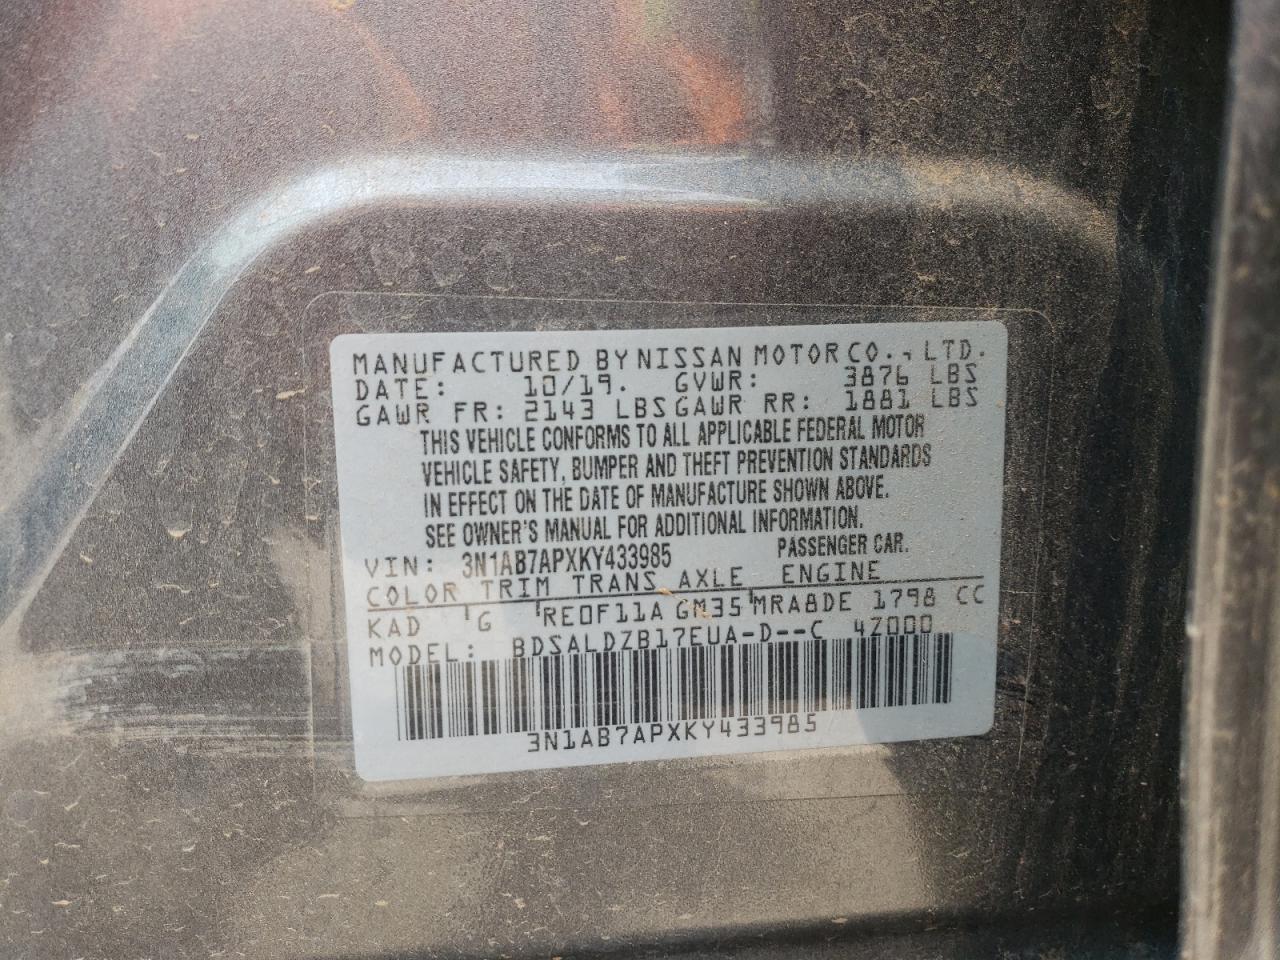 MANUFACTURED BY NISSAN MOTOR CO., LTD.
DATE: 10/19. GVWR: 3876 LBS
GAWR FR: 2143 LBS GAWR RR: 1881 LBS
THIS VEHICLE CONFORMS TO ALL APPLICABLE FEDERAL MOTOR
VEHICLE SAFETY, BUMPER AND THEFT PREVENTION STANDARDS
IN EFFECT ON THE DATE OF MANUFACTURE SHOWN ABOVE.
SEE OWNER'S MANUAL FOR ADDITIONAL INFORMATION.
VIN: 3N1AB7APXKY433985 PASSENGER CAR.
COLOR TRIM TRANS AXLE ENGINE
KAD G RE0F11A GM35 MRA8DE 1798 CC
MODEL: BDSALDZB17EUA-D--C 4Z000
3N1AB7APXKY433985